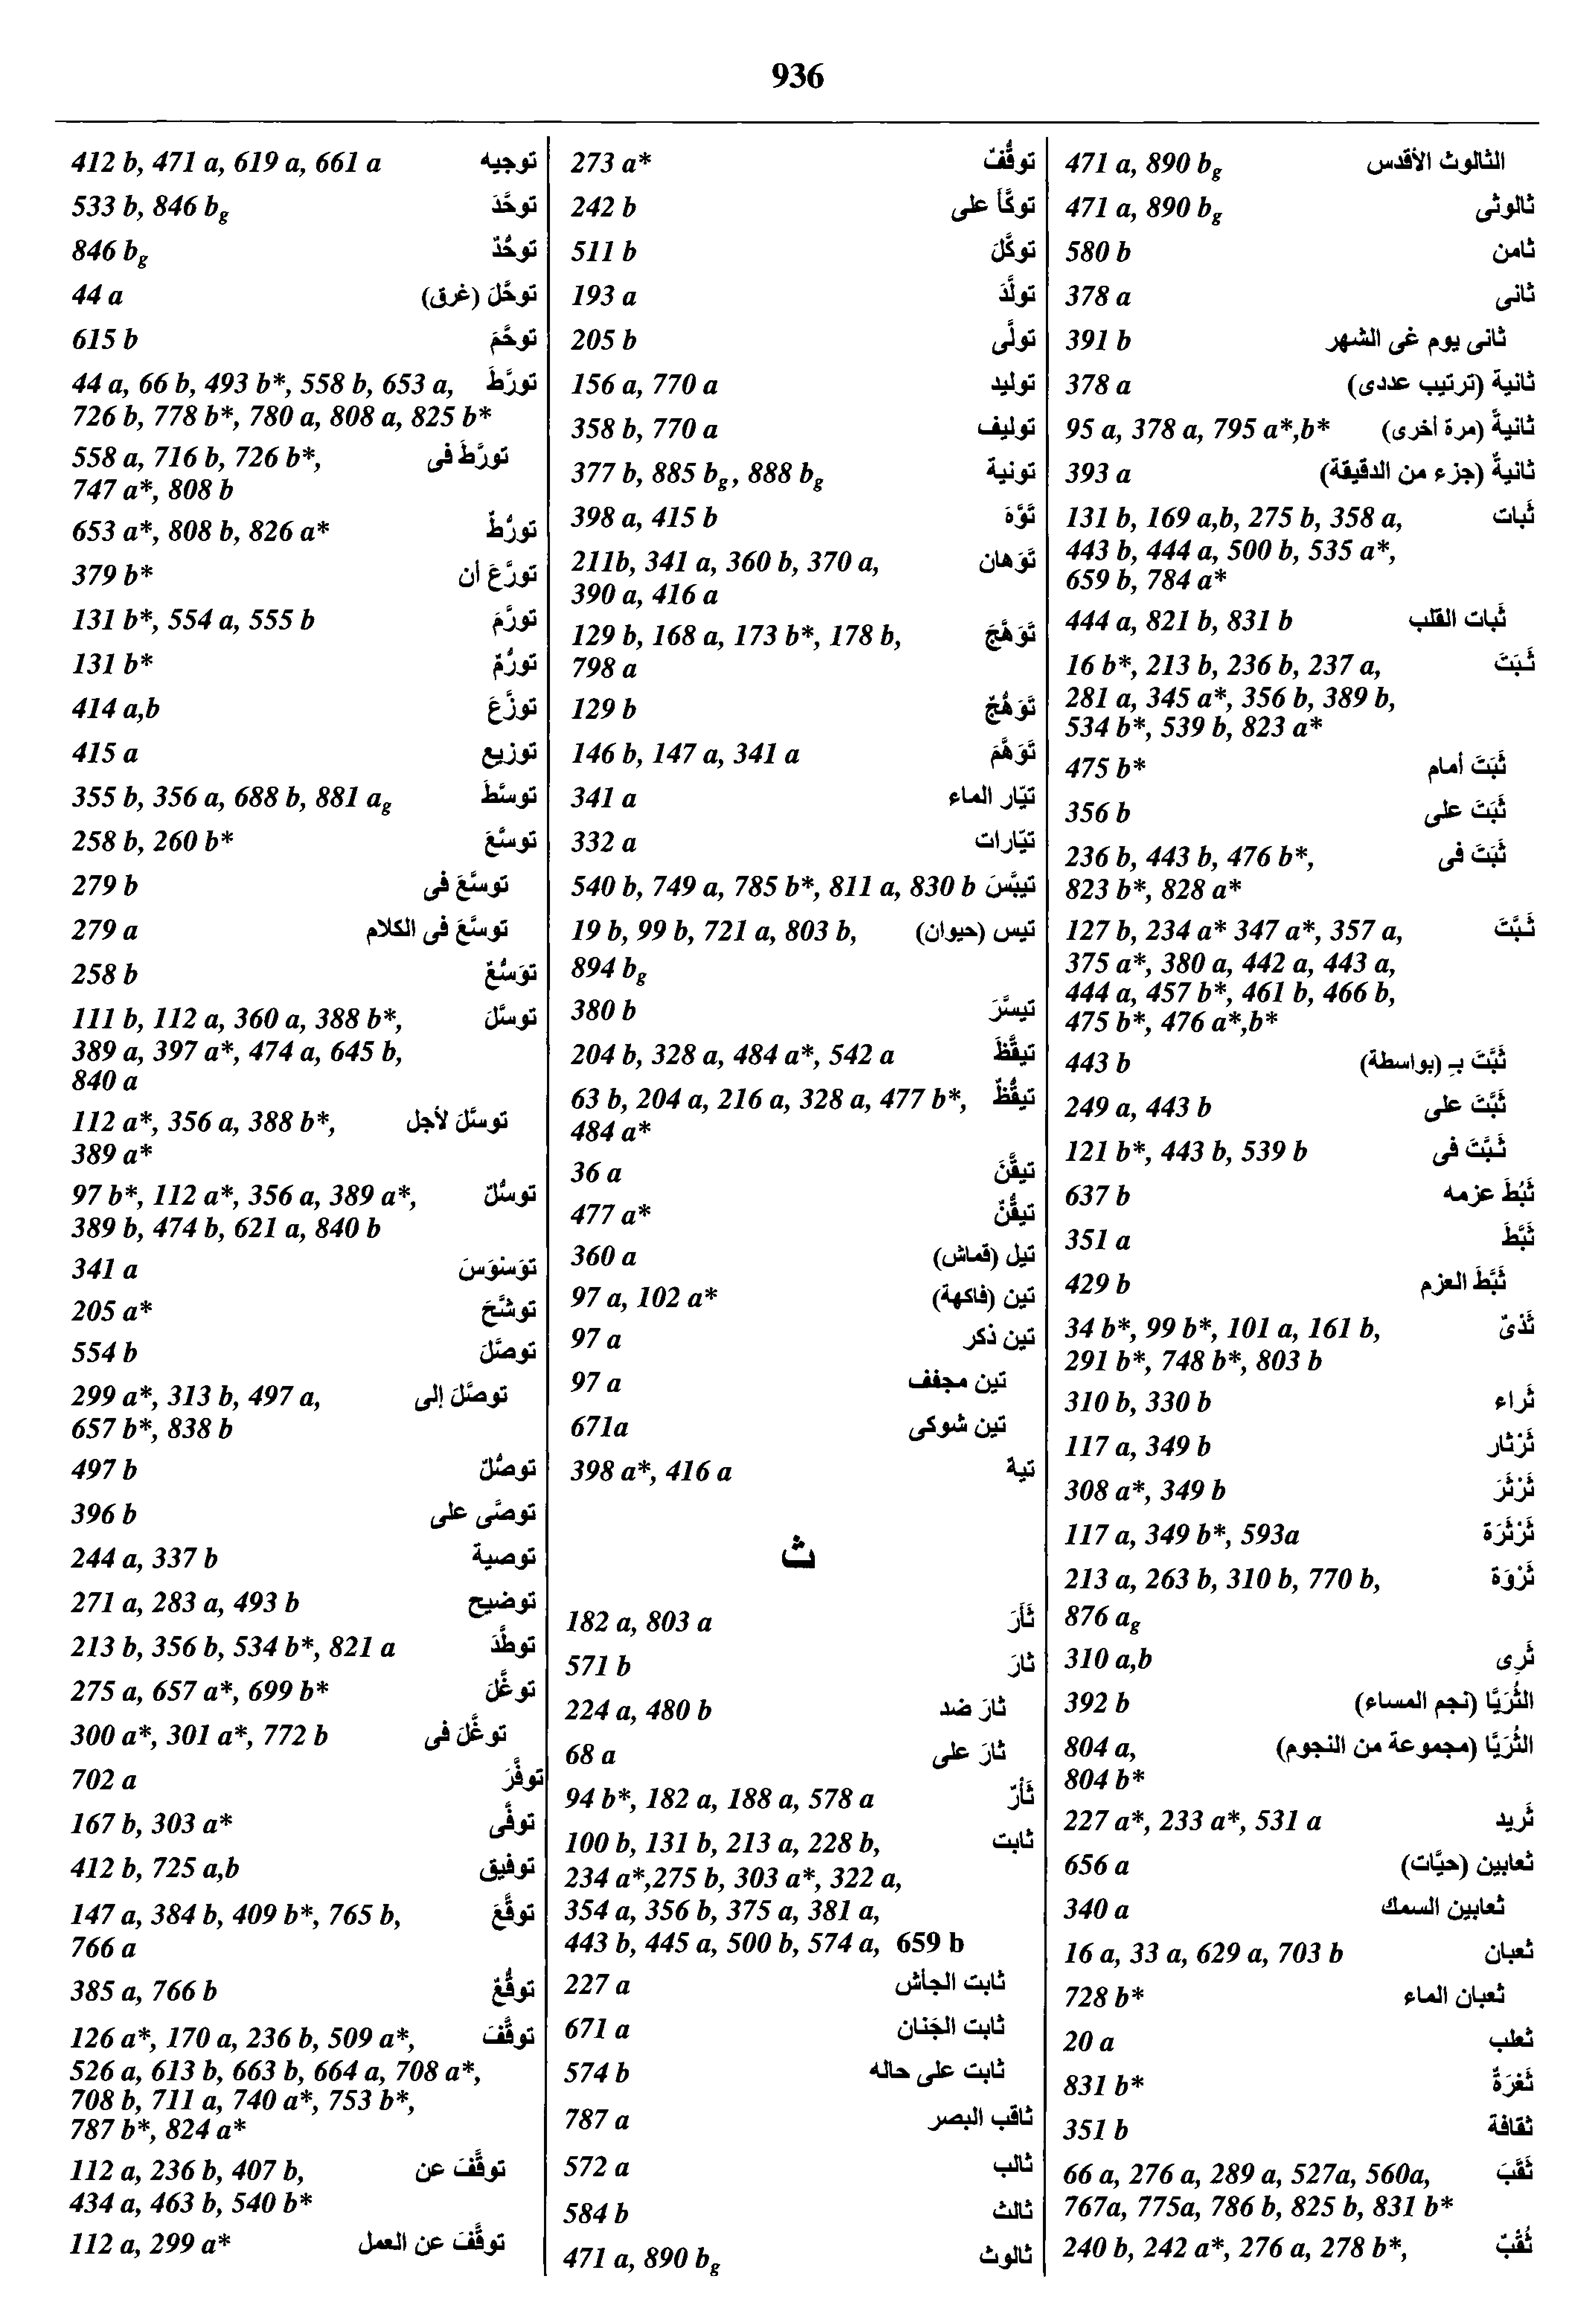 936
412 b, 471 a, 619 a, 661 a توجيه
533 b, 846 bg توحَّدَ
846 bg توحُّدٌ
44 a توحَّلَ (غرق)
615 b توحَّمَ
44 a, 66 b, 493 b*, 558 b, 653 a, تورَّطَ
726 b, 778 b*, 780 a, 808 a, 825 b*
558 a, 716 b, 726 b*, تورَّطَ فى
747 a*, 808 b
653 a*, 808 b, 826 a* تورُّطٌ
379 b* تورَّعَ أن
131 b*, 554 a, 555 b تورَّمَ
131 b* تورُّمٌ
414 a,b توزَّعَ
415 a توزيع
355 b, 356 a, 688 b, 881 ag توسَّطَ
258 b, 260 b* توسَّعَ
279 b توسَّعَ فى
279 a توسَّعَ فى الكلام
258 b توَسُّعٌ
111 b, 112 a, 360 a, 388 b*, توسَّلَ
389 a, 397 a*, 474 a, 645 b,
840 a
112 a*, 356 a, 388 b*, توسَّلَ لأجل
389 a*
97 b*, 112 a*, 356 a, 389 a*, توسُّلٌ
389 b, 474 b, 621 a, 840 b
341 a توَسْوَسَ
205 a* توشَّحَ
554 b توصَّلَ
299 a*, 313 b, 497 a, توصَّلَ إلى
657 b*, 838 b
497 b توصُّلٌ
396 b توصَّى على
244 a, 337 b توصية
271 a, 283 a, 493 b توضيح
213 b, 356 b, 534 b*, 821 a توطَّدَ
275 a, 657 a*, 699 b* توغَّلَ
300 a*, 301 a*, 772 b توغَّلَ فى
702 a توفَّرَ
167 b, 303 a* توفَّى
412 b, 725 a,b توفيق
147 a, 384 b, 409 b*, 765 b, توقَّعَ
766 a
385 a, 766 b توقُّعٌ
126 a*, 170 a, 236 b, 509 a*, توقَّفَ
526 a, 613 b, 663 b, 664 a, 708 a*,
708 b, 711 a, 740 a*, 753 b*,
787 b*, 824 a*
112 a, 236 b, 407 b, توقَّفَ عن
434 a, 463 b, 540 b*
112 a, 299 a* توقَّفَ عن العمل
273 a* توقُّفٌ
242 b توكَّأَ على
511 b توكَّلَ
193 a تولَّدَ
205 b تولَّى
156 a, 770 a توليد
358 b, 770 a توليف
377 b, 885 bg, 888 bg تونية
398 a, 415 b تَوَّهَ
211b, 341 a, 360 b, 370 a, تَوَهان
390 a, 416 a
129 b, 168 a, 173 b*, 178 b, تَوَهَّجَ
798 a
129 b تَوَهُّجٌ
146 b, 147 a, 341 a تَوَهَّمَ
341 a تيّار الماء
332 a تيّارات
540 b, 749 a, 785 b*, 811 a, 830 b تيبَّسَ
19 b, 99 b, 721 a, 803 b, تيس (حيوان)
894 bg
380 b تيسَّرَ
204 b, 328 a, 484 a*, 542 a تيقَّظَ
63 b, 204 a, 216 a, 328 a, 477 b*, تيقُّظٌ
484 a*
36 a تيقَّنَ
477 a* تيقُّنٌ
360 a تيل (قماش)
97 a, 102 a* تين (فاكهة)
97 a تين ذكر
97 a تين مجفف
671a تين شوكى
398 a*, 416 a تية
ث
182 a, 803 a ثَأَرَ
571 b ثارَ
224 a, 480 b ثارَ ضد
68 a ثارَ على
94 b*, 182 a, 188 a, 578 a ثَأْرٌ
100 b, 131 b, 213 a, 228 b, ثابت
234 a*,275 b, 303 a*, 322 a,
354 a, 356 b, 375 a, 381 a,
443 b, 445 a, 500 b, 574 a, 659 b
227 a ثابت الجأش
671 a ثابت الجَنان
574 b ثابت على حاله
787 a ثاقب البصر
572 a ثالب
584 b ثالث
471 a, 890 bg ثالوث
471 a, 890 bg الثالوث الأقدس
471 a, 890 bg ثالوثى
580 b ثامن
378 a ثانى
391 b ثانى يوم غى الشهر
378 a ثانية (ترتيب عددى)
95 a, 378 a, 795 a*,b* ثانيةً (مرة أخرى)
393 a ثانيةٌ (جزء من الدقيقة)
131 b, 169 a,b, 275 b, 358 a, ثبات
443 b, 444 a, 500 b, 535 a*,
659 b, 784 a*
444 a, 821 b, 831 b ثَبات القلب
16 b*, 213 b, 236 b, 237 a, ثَبَتَ
281 a, 345 a*, 356 b, 389 b,
534 b*, 539 b, 823 a*
475 b* ثَبَتَ أمام
356 b ثَبَتَ على
236 b, 443 b, 476 b*, ثَبَتَ فى
823 b*, 828 a*
127 b, 234 a* 347 a*, 357 a, ثَبَّتَ
375 a*, 380 a, 442 a, 443 a,
444 a, 457 b*, 461 b, 466 b,
475 b*, 476 a*,b*
443 b ثَبَّتَ بـ (بواسطة)
249 a, 443 b ثَبَّتَ على
121 b*, 443 b, 539 b ثَبَّتَ فى
637 b ثَبُطَ عزمه
351 a ثَبَّطَ
429 b ثَبَّطَ العزم
34 b*, 99 b*, 101 a, 161 b, ثَدْىٌ
291 b*, 748 b*, 803 b
310 b, 330 b ثَراء
117 a, 349 b ثَرْثار
308 a*, 349 b ثَرْثَرَ
117 a, 349 b*, 593a ثَرْثَرَة
213 a, 263 b, 310 b, 770 b, ثَرْوَة
876 ag
310 a,b ثَرِى
392 b الثُّرَيَّا (نجم المساء)
804 a, الثُّرَيَّا (مجموعة من النجوم)
804 b*
227 a*, 233 a*, 531 a ثَريد
656 a ثعابين (حيَّات)
340 a ثعابين السمك
16 a, 33 a, 629 a, 703 b ثعبان
728 b* ثعبان الماء
20 a ثعلب
831 b* ثَغرَةٌ
351 b ثقافة
66 a, 276 a, 289 a, 527a, 560a, ثَقَّبَ
767a, 775a, 786 b, 825 b, 831 b*
240 b, 242 a*, 276 a, 278 b*, ثُقْبٌ